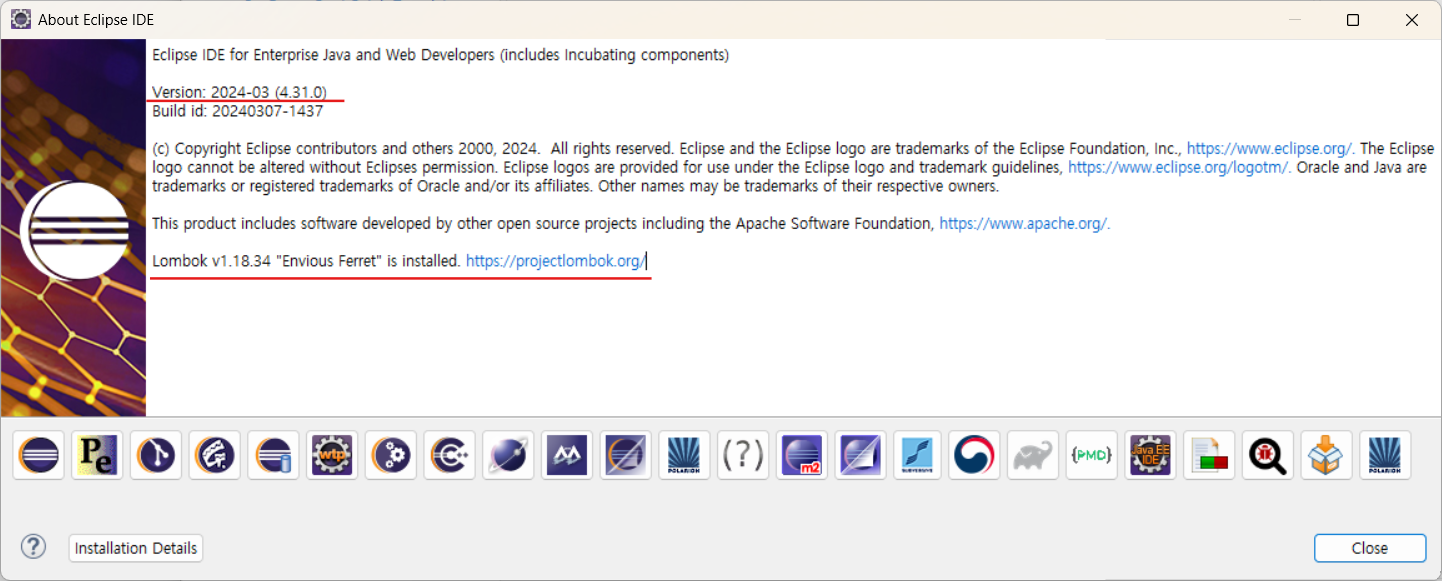 About Eclipse IDE
Eclipse IDE for Enterprise Java and Web Developers (includes Incubating components)
Version: 2024-03 (4.31.0)
Build id: 20240307-1437
(c) Copyright Eclipse contributors and others 2000, 2024.  All rights reserved. Eclipse and the Eclipse logo are trademarks of the Eclipse Foundation, Inc., https://www.eclipse.org/. The Eclipse
logo cannot be altered without Eclipses permission. Eclipse logos are provided for use under the Eclipse logo and trademark guidelines, https://www.eclipse.org/logotm/. Oracle and Java are
trademarks or registered trademarks of Oracle and/or its affiliates. Other names may be trademarks of their respective owners.
This product includes software developed by other open source projects including the Apache Software Foundation, https://www.apache.org/.
Lombok v1.18.34 "Envious Ferret" is installed. https://projectlombok.org/
Pe
wtp
POLARION
(?)
m2
SUBVERSIVE
{PMD}
Java EE
IDE
POLARION
?
Installation Details
Close